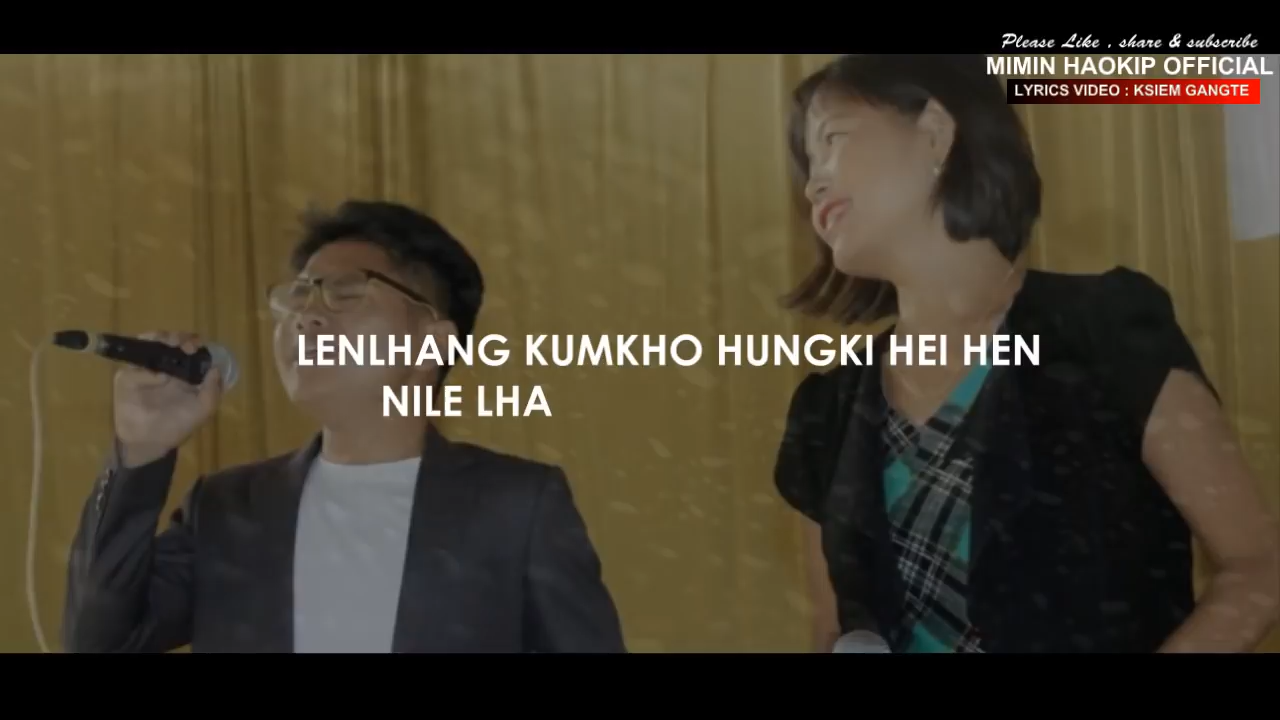 Please Like , share & subscribe
MIMIN HAOKIP OFFICIAL
LYRICS VIDEO : KSIEM GANGTE
LENLHANG KUMKHO HUNGKI HEI HEN
NILE LHA